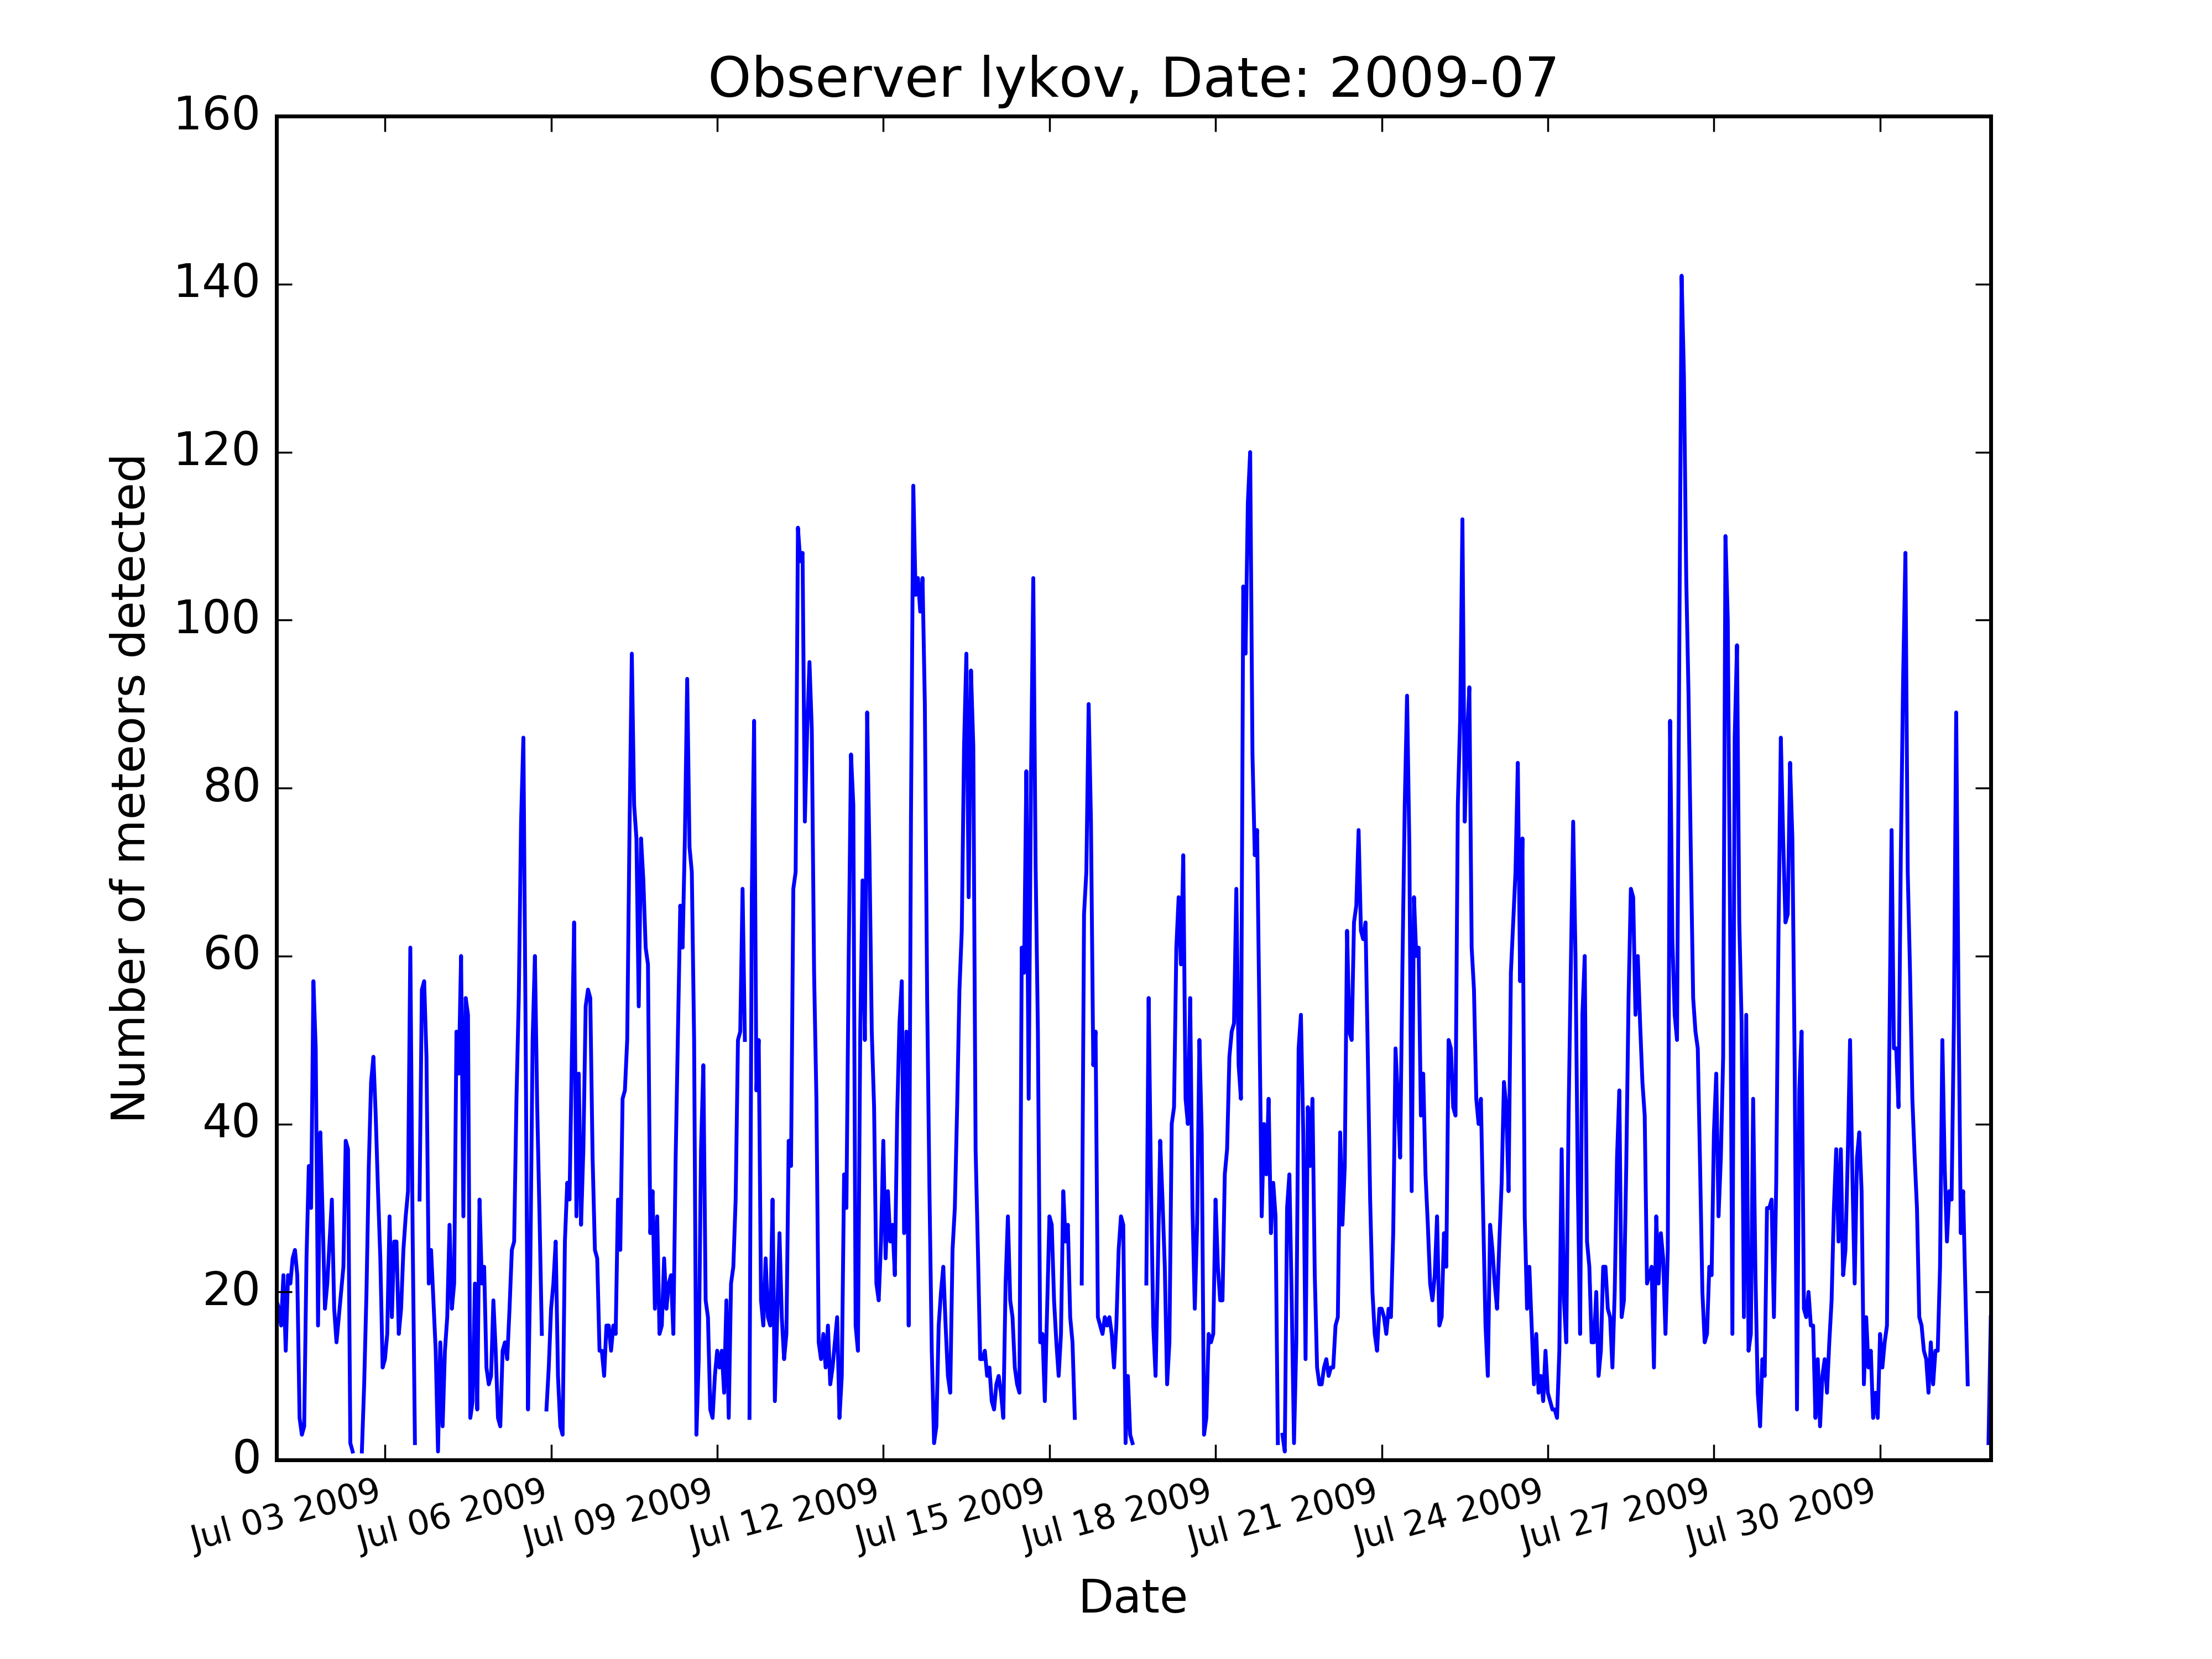 Observer lykov, Date: 2009-07
160
140
120
100
80
60
40
20
0
Number of meteors detected
Jul 03 2009
Jul 06 2009
Jul 09 2009
Jul 12 2009
Jul 15 2009
Jul 18 2009
Jul 21 2009
Jul 24 2009
Jul 27 2009
Jul 30 2009
Date